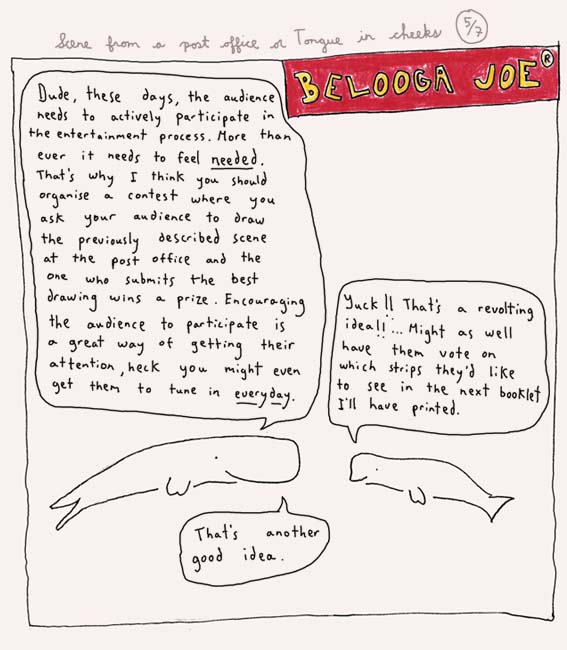 Scene from a post office or Tongue in cheeks 5/7
BELOOGA JOE ®
Dude, these days, the audience
needs to actively participate in
the entertainment process. More than
ever it needs to feel needed.
That's why I think you should
organise a contest where you
ask your audience to draw
the previously described scene
at the post office and the
one who submits the best
drawing wins a prize. Encouraging
the audience to participate is
a great way of getting their
attention, heck you might even
get them to tune in everyday.
Yuck!! That's a revolting
idea!!... Might as well
have them vote on
which strips they'd like
to see in the next booklet
I'll have printed.
That's another
good idea.